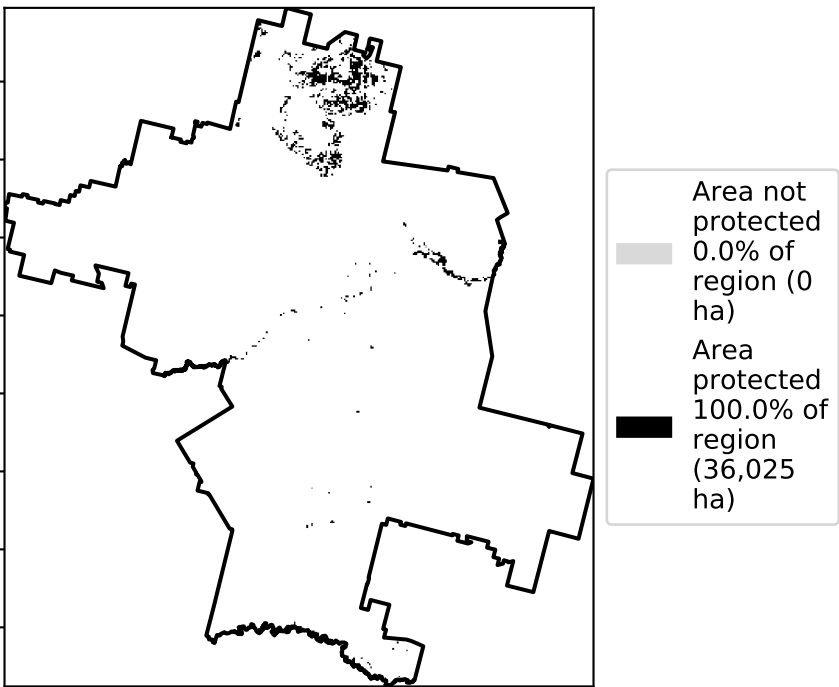 Area not
protected
0.0% of
region (0
ha)
Area
protected
100.0% of
region
(36,025
ha)